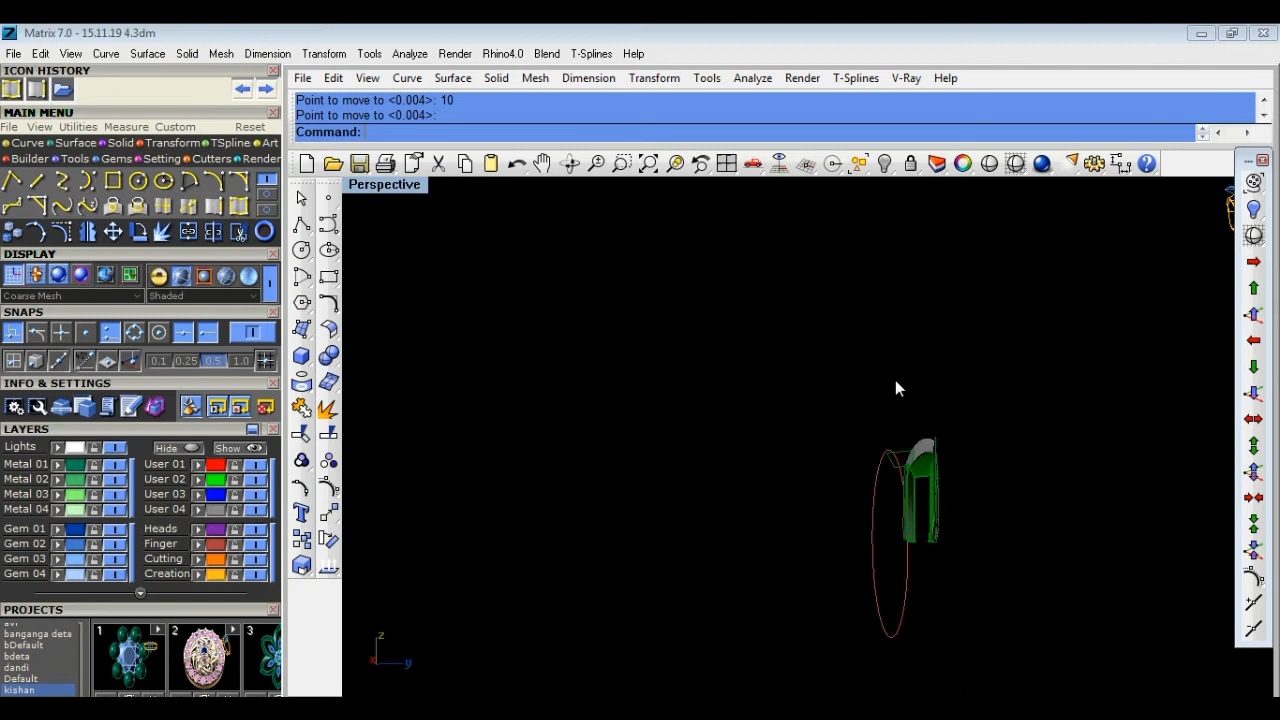 Matrix 7.0 - 15.11.19 4.3dm
File Edit View Curve Surface Solid Mesh Dimension Transform Tools Analyze Render Rhino4.0 Blend T-Splines Help
ICON HISTORY
MAIN MENU
File View Utilities Measure Custom Reset
Curve Surface Solid Transform TSpline Art
Builder Tools Gems Setting Cutters Render
DISPLAY
Coarse Mesh Shaded
SNAPS
0.1 0.25 0.5 1.0
INFO & SETTINGS
LAYERS
Lights Hide Show
Metal 01 User 01
Metal 02 User 02
Metal 03 User 03
Metal 04 User 04
Gem 01 Heads
Gem 02 Finger
Gem 03 Cutting
Gem 04 Creation
PROJECTS
banganga deta
bDefault
bdeta
dandi
Default
kishan
1 2 3
File Edit View Curve Surface Solid Mesh Dimension Transform Tools Analyze Render T-Splines V-Ray Help
Point to move to <0.004>: 10
Point to move to <0.004>:
Command:
Perspective
z
x y